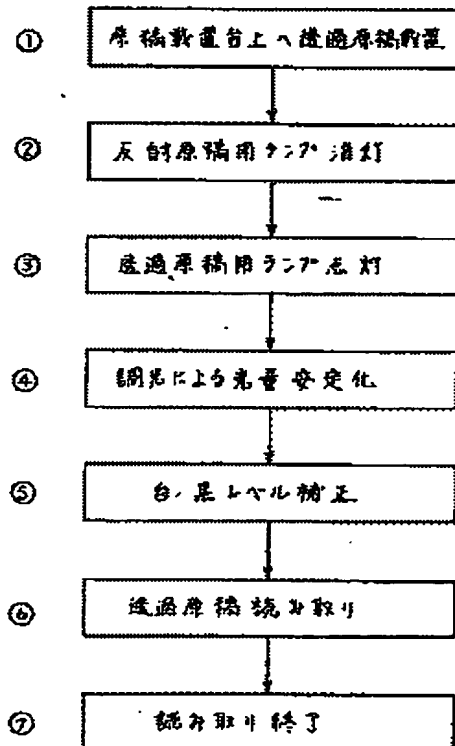 ① 原稿載置台上へ透過原稿載置
② 反射原稿用ランプ消灯
③ 透過原稿用ランプ点灯
④ 調光による光量安定化
⑤ 白、黒レベル補正
⑥ 透過原稿読み取り
⑦ 読み取り終了